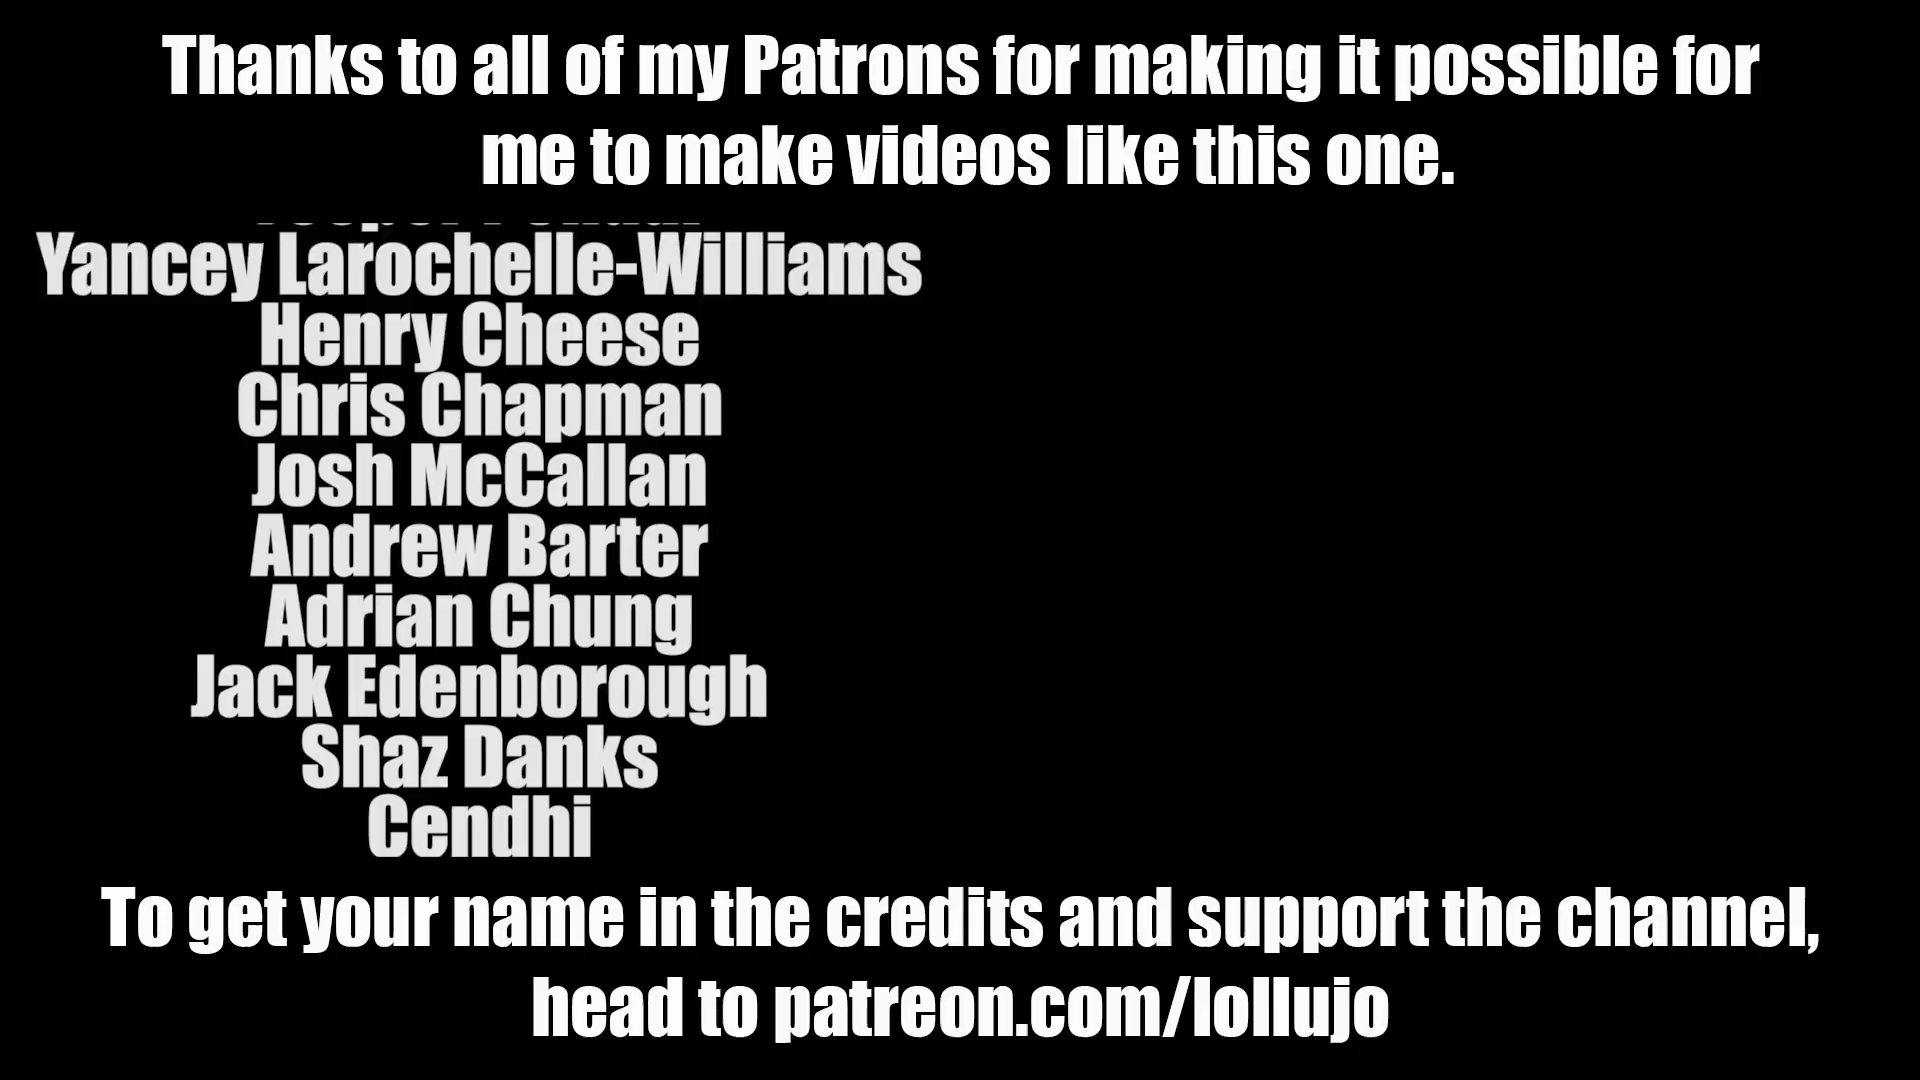 Thanks to all of my Patrons for making it possible for
me to make videos like this one.
Yancey Larochelle-Williams
Henry Cheese
Chris Chapman
Josh McCallan
Andrew Barter
Adrian Chung
Jack Edenborough
Shaz Danks
Cendhi
To get your name in the credits and support the channel,
head to patreon.com/lollujo